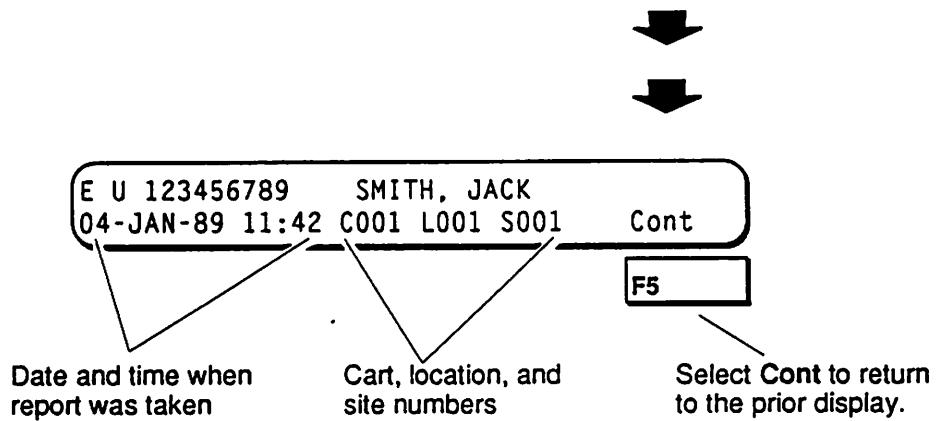 E U 123456789 SMITH, JACK
04-JAN-89 11:42 C001 L001 S001 Cont
F5
Date and time when
report was taken
Cart, location, and
site numbers
Select Cont to return
to the prior display.